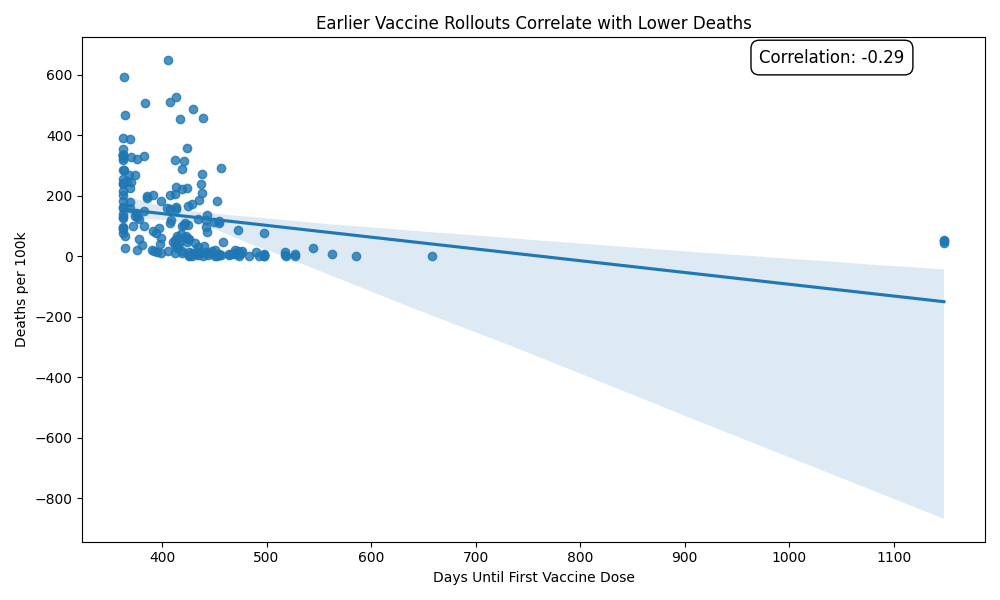 Earlier Vaccine Rollouts Correlate with Lower Deaths
Correlation: -0.29
Deaths per 100k
600
400
200
0
−200
−400
−600
−800
400 500 600 700 800 900 1000 1100
Days Until First Vaccine Dose